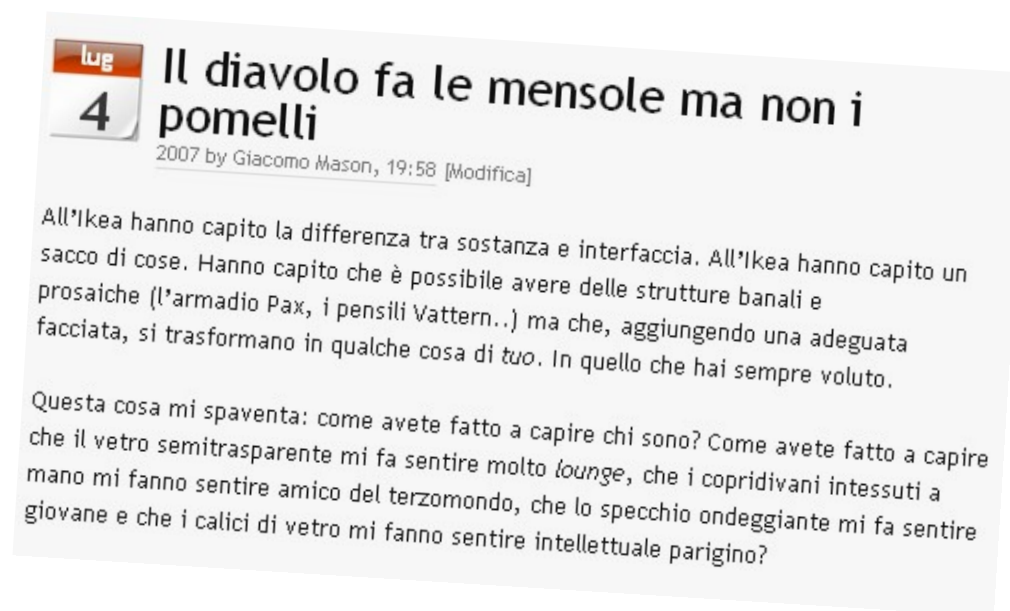 lug
4
Il diavolo fa le mensole ma non i
pomelli
2007 by Giacomo Mason, 19:58 [Modifica]
All'Ikea hanno capito la differenza tra sostanza e interfaccia. All'Ikea hanno capito un
sacco di cose. Hanno capito che è possibile avere delle strutture banali e
prosaiche (l'armadio Pax, i pensili Vattern..) ma che, aggiungendo una adeguata
facciata, si trasformano in qualche cosa di tuo. In quello che hai sempre voluto.
Questa cosa mi spaventa: come avete fatto a capire chi sono? Come avete fatto a capire
che il vetro semitrasparente mi fa sentire molto lounge, che i copridivani intessuti a
mano mi fanno sentire amico del terzomondo, che lo specchio ondeggiante mi fa sentire
giovane e che i calici di vetro mi fanno sentire intellettuale parigino?